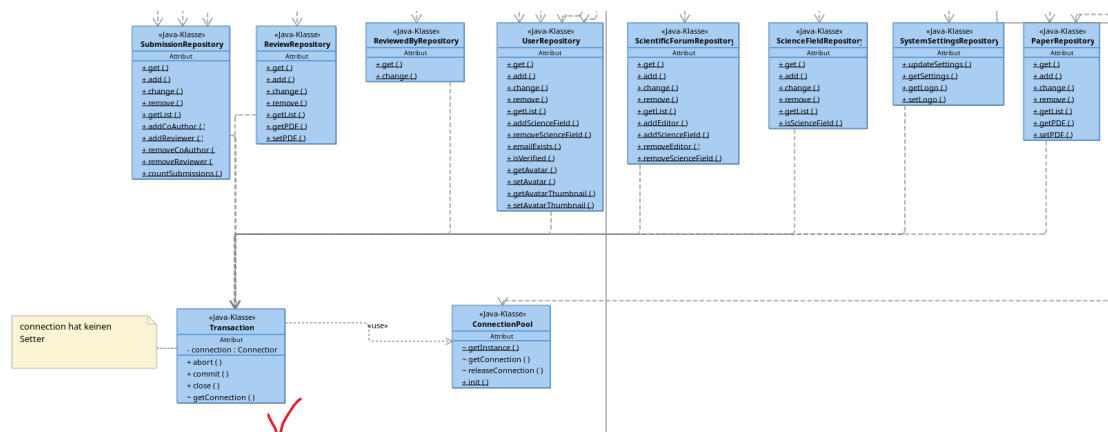 «Java-Klasse»
SubmissionRepository
Attribut
+ get ( )
+ add ( )
+ change ( )
+ remove ( )
+ getList ( )
+ addCoAuthor ( )
+ addReviewer ( )
+ removeCoAuthor (
+ removeReviewer (
+ countSubmissions ( )
«Java-Klasse»
ReviewRepository
Attribut
+ get ( )
+ add ( )
+ change ( )
+ remove ( )
+ getList ( )
+ getPDF ( )
+ setPDF ( )
«Java-Klasse»
ReviewedByRepository
Attribut
+ get ( )
+ change ( )
«Java-Klasse»
UserRepository
Attribut
+ get ( )
+ add ( )
+ change ( )
+ remove ( )
+ getList ( )
+ addScienceField ( )
+ removeScienceField ( )
+ emailExists ( )
+ isVerified ( )
+ getAvatar ( )
+ setAvatar ( )
+ getAvatarThumbnail ( )
+ setAvatarThumbnail ( )
«Java-Klasse»
ScientificForumRepository
Attribut
+ get ( )
+ add ( )
+ change ( )
+ remove ( )
+ getList ( )
+ addEditor ( )
+ addScienceField ( )
+ removeEditor ( )
+ removeScienceField ( )
«Java-Klasse»
ScienceFieldRepository
Attribut
+ get ( )
+ add ( )
+ change ( )
+ remove ( )
+ getList ( )
+ isScienceField ( )
«Java-Klasse»
SystemSettingsRepository
Attribut
+ updateSettings ( )
+ getSettings ( )
+ getLogo ( )
+ setLogo ( )
«Java-Klasse»
PaperRepository
Attribut
+ get ( )
+ add ( )
+ change ( )
+ remove ( )
+ getList ( )
+ getPDF ( )
+ setPDF ( )
connection hat keinen
Setter
«Java-Klasse»
Transaction
Attribut
- connection : Connection
+ abort ( )
+ commit ( )
+ close ( )
~ getConnection ( )
«use»
«Java-Klasse»
ConnectionPool
Attribut
~ getInstance ( )
~ getConnection ( )
~ releaseConnection ( )
+ init ( )